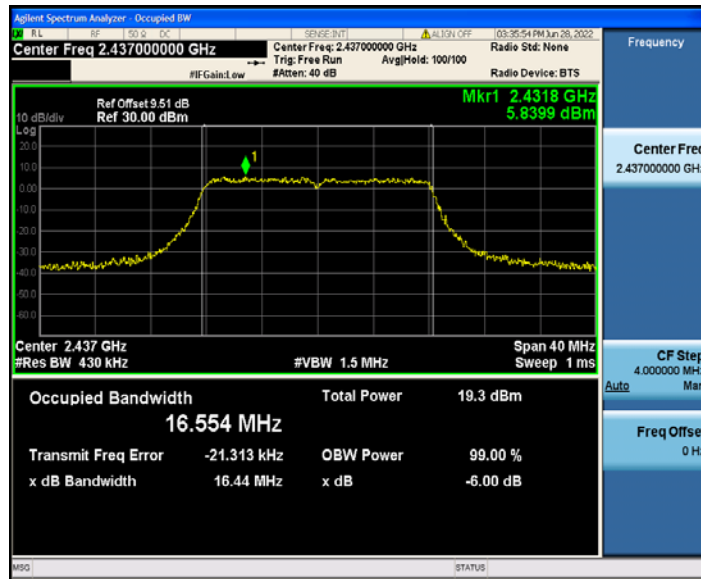 Agilent Spectrum Analyzer - Occupied BW
RL RF 50 Ω DC SENSE:INT ALIGN OFF 03:35:54 PM Jun 28, 2022
Center Freq 2.437000000 GHz
Center Freq: 2.437000000 GHz Radio Std: None
Trig: Free Run Avg|Hold: 100/100
#IFGain:Low #Atten: 40 dB Radio Device: BTS
Frequency
Ref Offset 9.51 dB
10 dB/div Ref 30.00 dBm
Mkr1 2.4318 GHz
5.8399 dBm
Log
20.0
10.0
0.00
-10.0
-20.0
-30.0
-40.0
-50.0
-60.0
1
Center 2.437 GHz Span 40 MHz
#Res BW 430 kHz #VBW 1.5 MHz Sweep 1 ms
Occupied Bandwidth Total Power 19.3 dBm
16.554 MHz
Transmit Freq Error -21.313 kHz OBW Power 99.00 %
x dB Bandwidth 16.44 MHz x dB -6.00 dB
Center Freq
2.437000000 GHz
CF Step
4.000000 MHz
Auto Man
Freq Offset
0 Hz
MSG STATUS